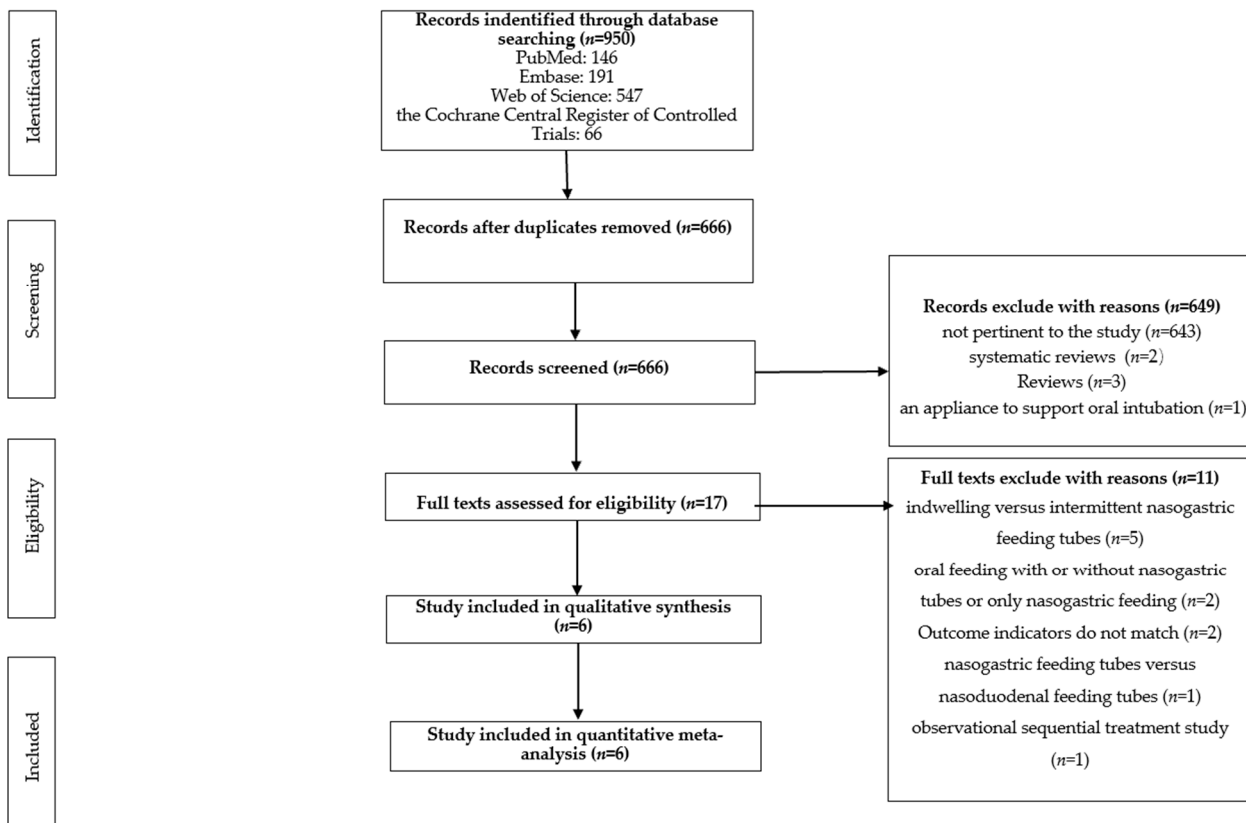 Identification
Records indentified through database
searching (n=950)
PubMed: 146
Embase: 191
Web of Science: 547
the Cochrane Central Register of Controlled
Trials: 66
Screening
Records after duplicates removed (n=666)
Records screened (n=666)
Records exclude with reasons (n=649)
not pertinent to the study (n=643)
systematic reviews (n=2)
Reviews (n=3)
an appliance to support oral intubation (n=1)
Eligibility
Full texts assessed for eligibility (n=17)
Full texts exclude with reasons (n=11)
indwelling versus intermittent nasogastric
feeding tubes (n=5)
oral feeding with or without nasogastric
tubes or only nasogastric feeding (n=2)
Outcome indicators do not match (n=2)
nasogastric feeding tubes versus
nasoduodenal feeding tubes (n=1)
observational sequential treatment study
(n=1)
Study included in qualitative synthesis
(n=6)
Included
Study included in quantitative meta-
analysis (n=6)